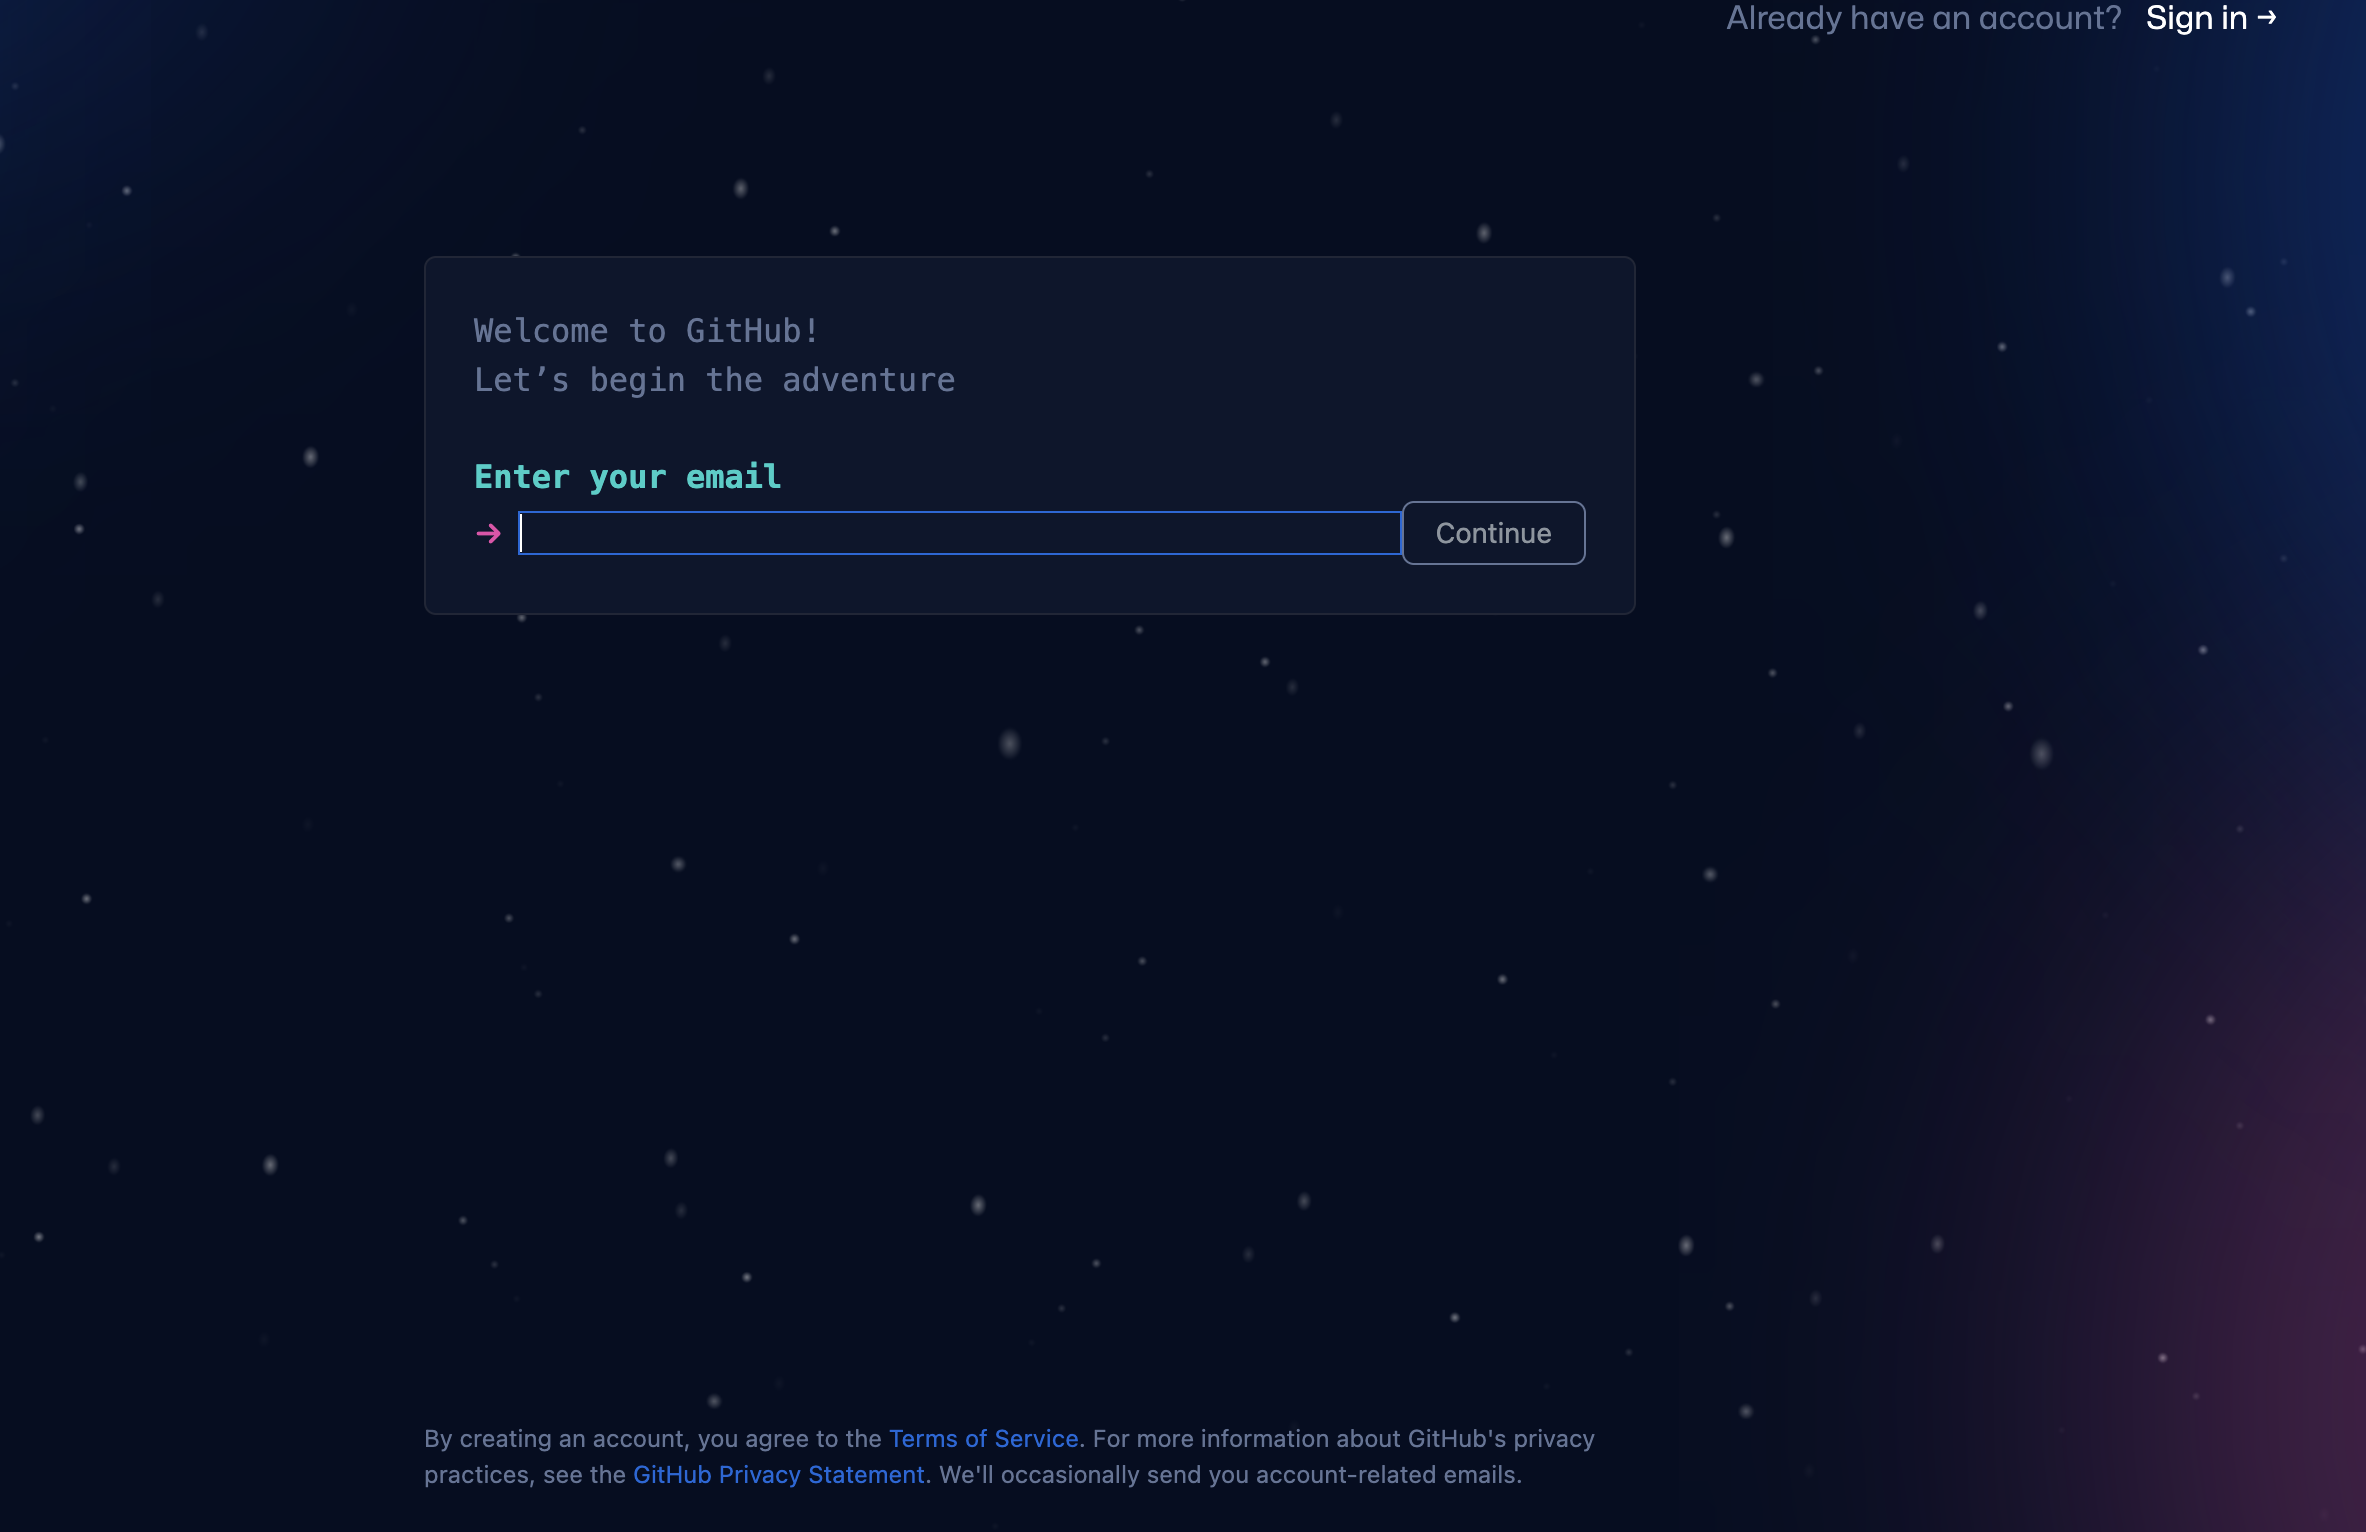 Already have an account? Sign in →
Welcome to GitHub!
Let’s begin the adventure
Enter your email
→ Continue
By creating an account, you agree to the Terms of Service. For more information about GitHub's privacy
practices, see the GitHub Privacy Statement. We'll occasionally send you account-related emails.